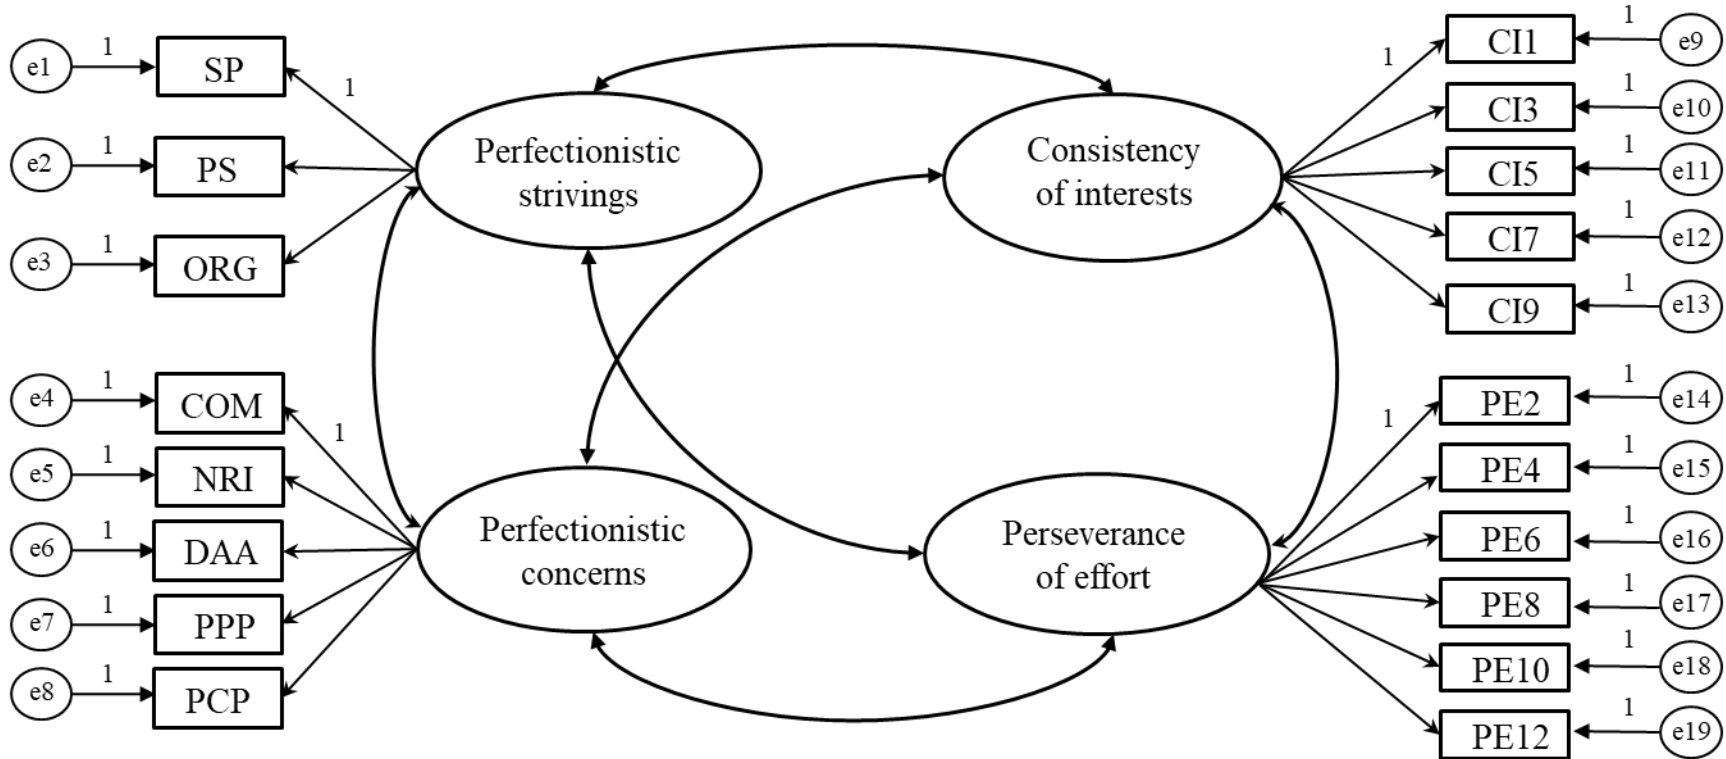 e1
1
SP
1
e2
1
PS
e3
1
ORG
e4
1
COM
1
e5
1
NRI
e6
1
DAA
e7
1
PPP
e8
1
PCP
Perfectionistic
strivings
Perfectionistic
concerns
Consistency
of interests
Perseverance
of effort
1
CI1
1
e9
CI3
1
e10
CI5
1
e11
CI7
1
e12
CI9
1
e13
1
PE2
1
e14
PE4
1
e15
PE6
1
e16
PE8
1
e17
PE10
1
e18
PE12
1
e19